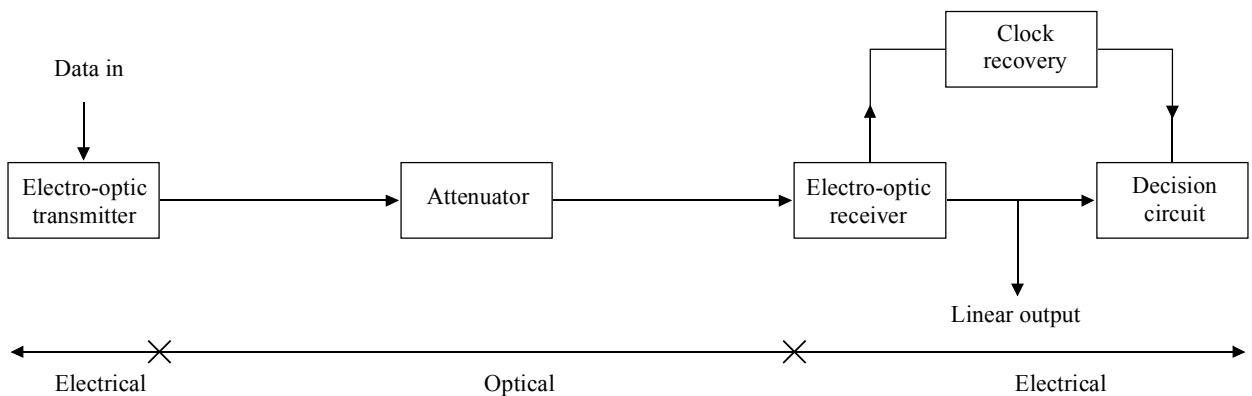 Clock
recovery
Data in
Electro-optic
transmitter
Attenuator
Electro-optic
receiver
Decision
circuit
Linear output
Electrical
Optical
Electrical